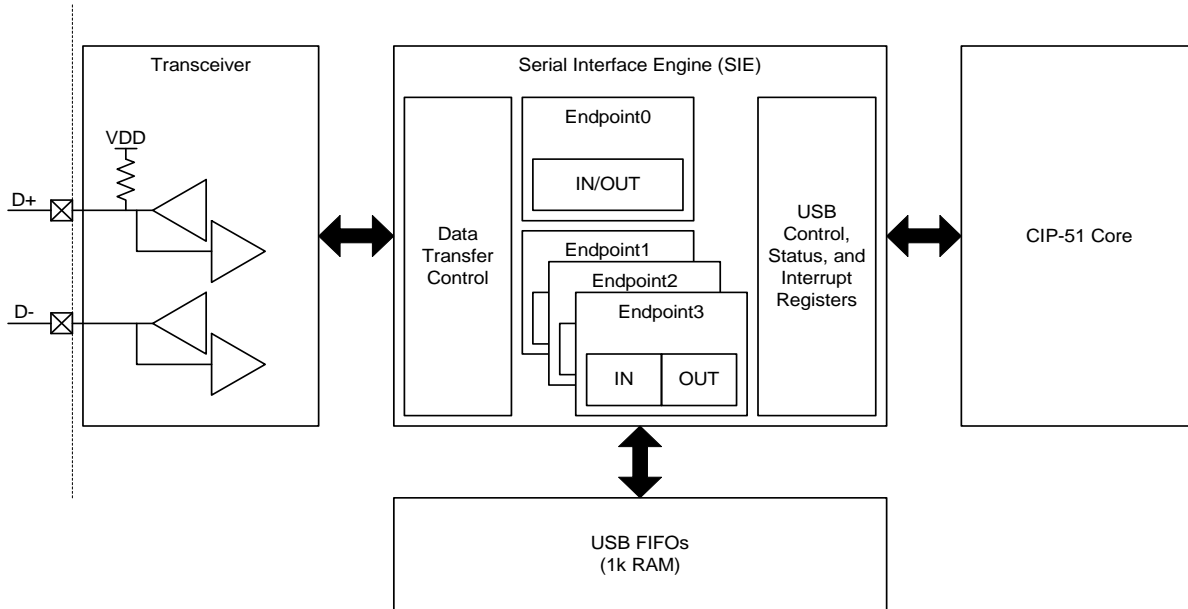 Transceiver
VDD
D+
D-
Serial Interface Engine (SIE)
Data
Transfer
Control
Endpoint0
IN/OUT
Endpoint1
Endpoint2
Endpoint3
IN
OUT
USB
Control,
Status, and
Interrupt
Registers
CIP-51 Core
USB FIFOs
(1k RAM)